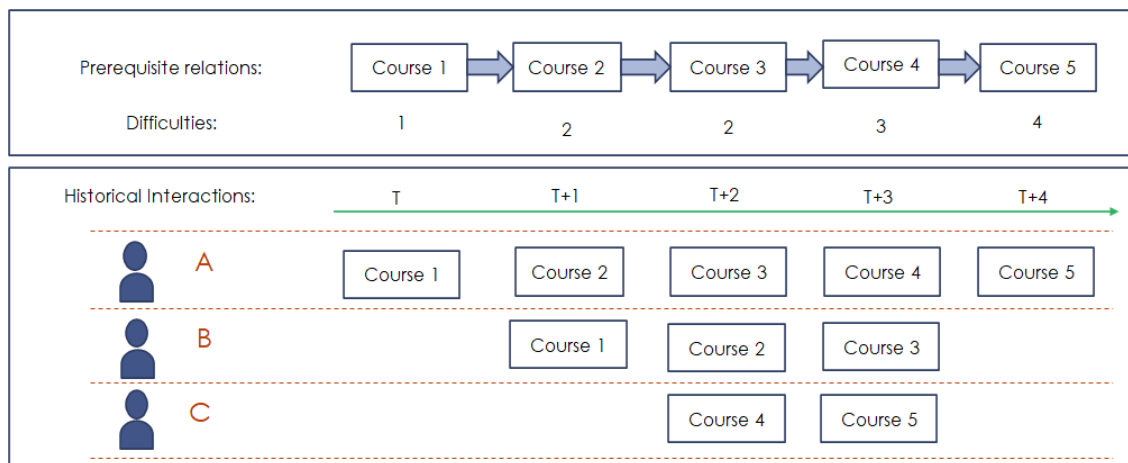 Prerequisite relations: Course 1 Course 2 Course 3 Course 4 Course 5
Difficulties: 1 2 2 3 4
Historical Interactions: T T+1 T+2 T+3 T+4
A Course 1 Course 2 Course 3 Course 4 Course 5
B Course 1 Course 2 Course 3
C Course 4 Course 5